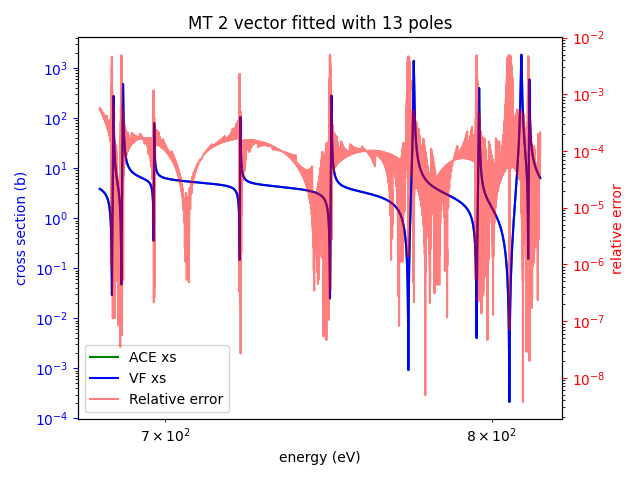 MT 2 vector fitted with 13 poles
cross section (b)
10³
10²
10¹
10⁰
10⁻¹
10⁻²
10⁻³
10⁻⁴
10⁻²
10⁻³
10⁻⁴
10⁻⁵
10⁻⁶
10⁻⁷
10⁻⁸
relative error
ACE xs
VF xs
Relative error
7 × 10²
8 × 10²
energy (eV)